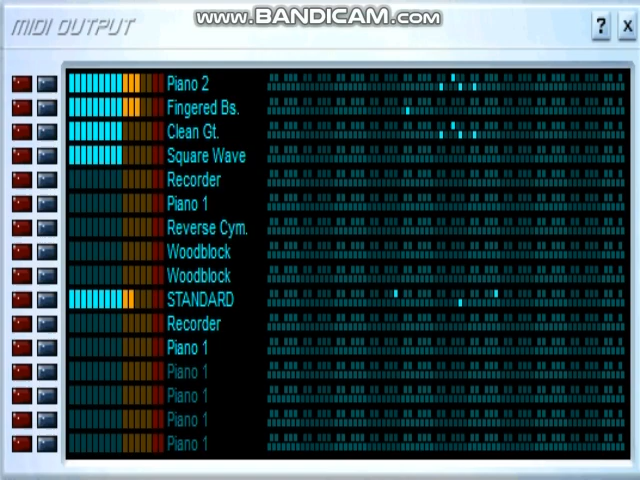 www.BANDICAM.com
MIDI OUTPUT
? X
Piano 2
Fingered Bs.
Clean Gt.
Square Wave
Recorder
Piano 1
Reverse Cym.
Woodblock
Woodblock
STANDARD
Recorder
Piano 1
Piano 1
Piano 1
Piano 1
Piano 1